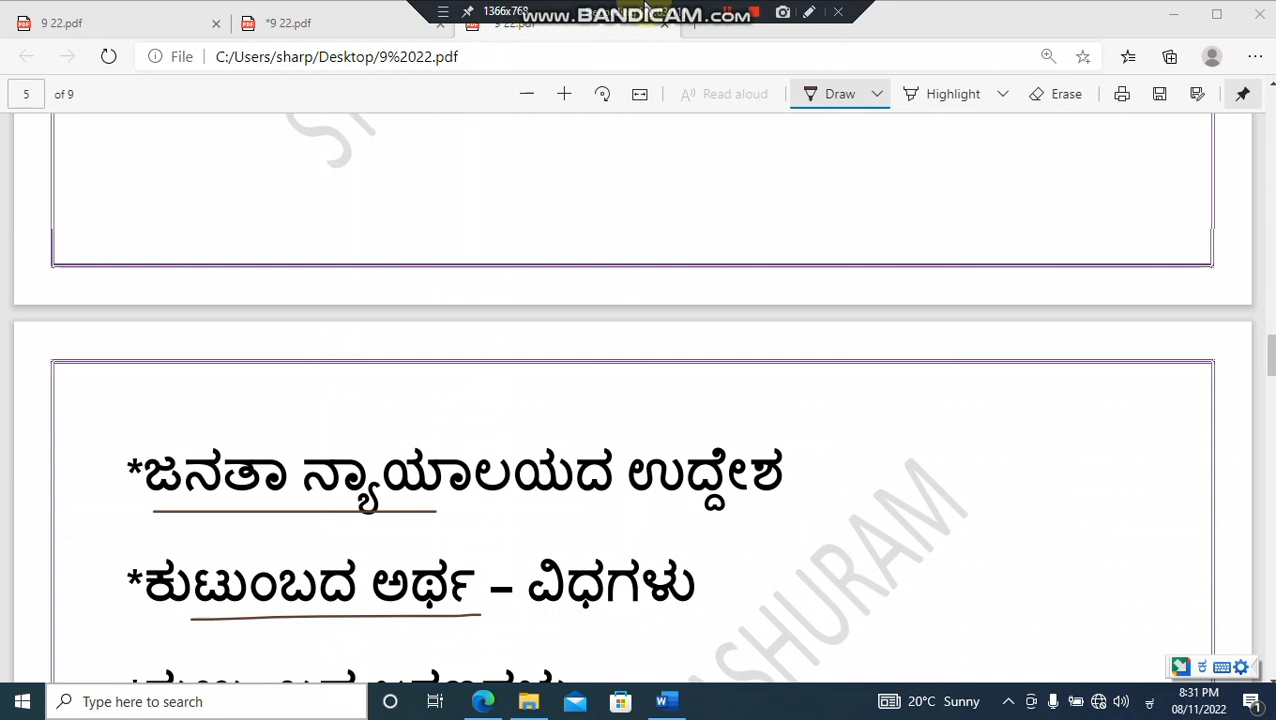 9 22.pdf
*9 22.pdf
1366x768
www.BANDICAM.com
File
C:/Users/sharp/Desktop/9%2022.pdf
5 of 9
Read aloud
Draw
Highlight
Erase
*ಜನತಾ ನ್ಯಾಯಾಲಯದ ಉದ್ದೇಶ
*ಕುಟುಂಬದ ಅರ್ಥ – ವಿಧಗಳು
SHURAM
Type here to search
20°C Sunny
8:31 PM
08/11/2022